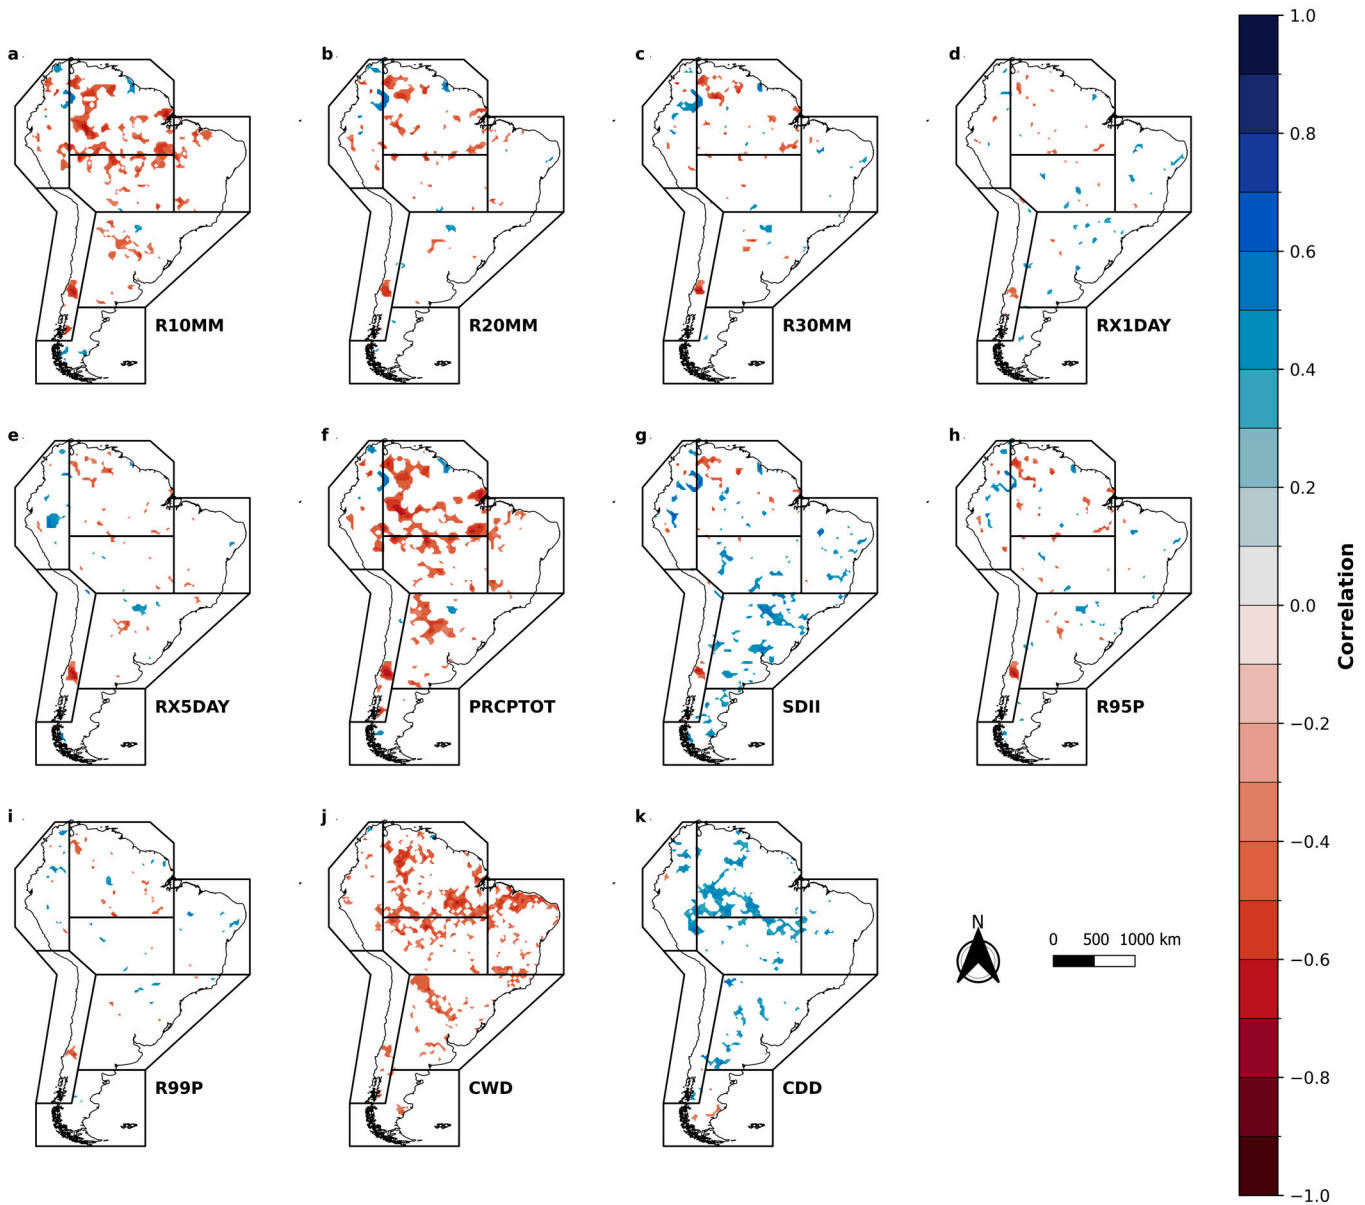 a
b
c
d
R10MM
R20MM
R30MM
RX1DAY
e
f
g
h
RX5DAY
PRCPTOT
SDII
R95P
i
j
k
R99P
CWD
CDD
N
0 500 1000 km
1.0
0.8
0.6
0.4
0.2
0.0
−0.2
−0.4
−0.6
−0.8
−1.0
Correlation